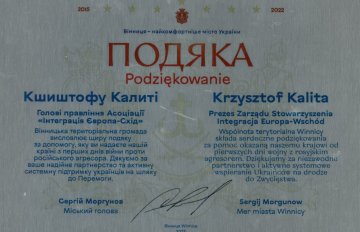 2015
2022
Вінниця - найкомфортніше місто України
ПОДЯКА
Podziękowanie
Кшиштофу Калиті
Голові правління Асоціації
«Інтеграція Європа-Схід»
Вінницька територіальна громада
висловлює щиру подяку
за допомогу, яку ви надаєте нашій
країні з перших днів війни проти
російського агресора. Дякуємо за
ваше надійне партнерство та активну
системну підтримку українців на шляху
до Перемоги.
Сергій Моргунов
Міський голова
Krzysztof Kalita
Prezes Zarządu Stowarzyszenia
Integracja Europa-Wschód
Wspólnota terytorialna Winnicy
składa serdeczne podziękowania
za pomoc okazaną naszemu krajowi od
pierwszych dni wojny z rosyjskim
agresorem. Dziękujemy za niezawodne
partnerstwo i aktywne systemowe
wspieranie Ukraińców na drodze
do Zwycięstwa.
Sergij Morgunow
Mer miasta Winnicy
Вінниця Winnica